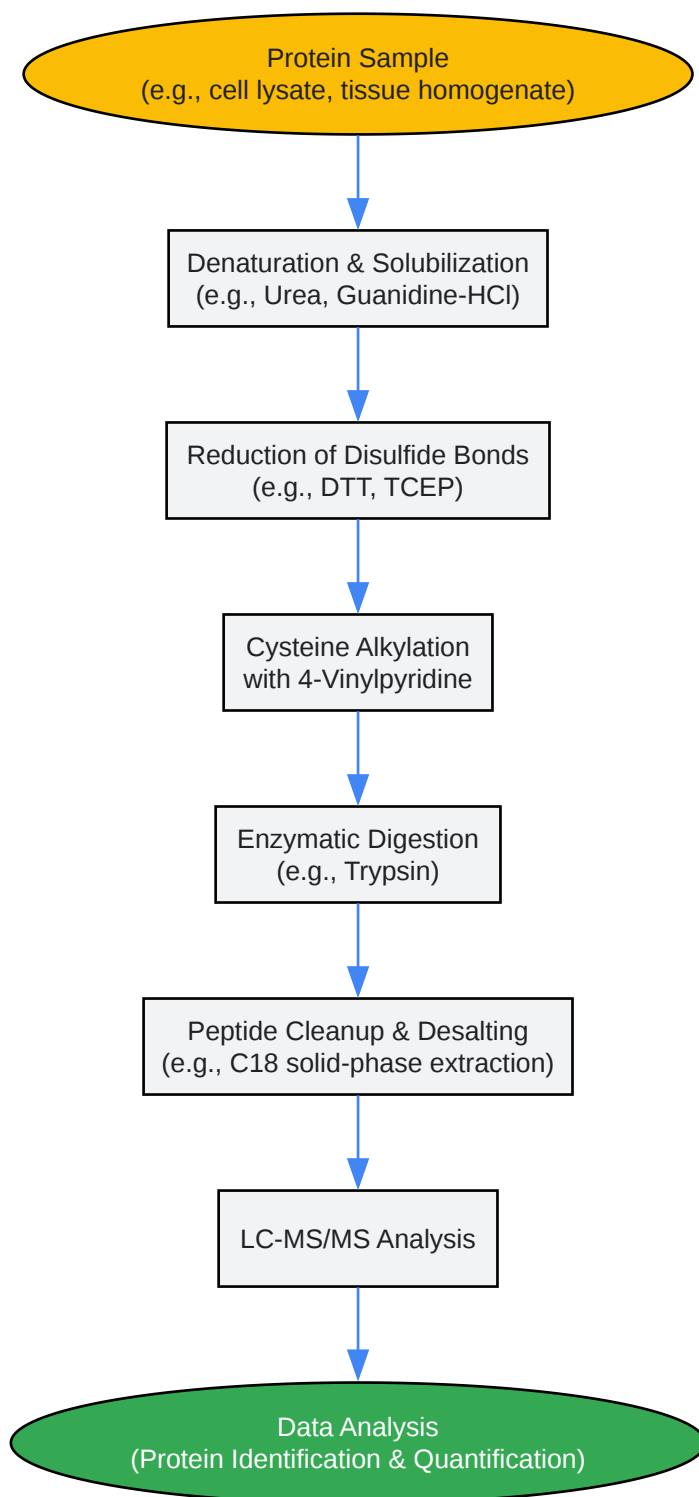 Protein Sample
(e.g., cell lysate, tissue homogenate)
Denaturation & Solubilization
(e.g., Urea, Guanidine-HCl)
Reduction of Disulfide Bonds
(e.g., DTT, TCEP)
Cysteine Alkylation
with 4-Vinylpyridine
Enzymatic Digestion
(e.g., Trypsin)
Peptide Cleanup & Desalting
(e.g., C18 solid-phase extraction)
LC-MS/MS Analysis
Data Analysis
(Protein Identification & Quantification)